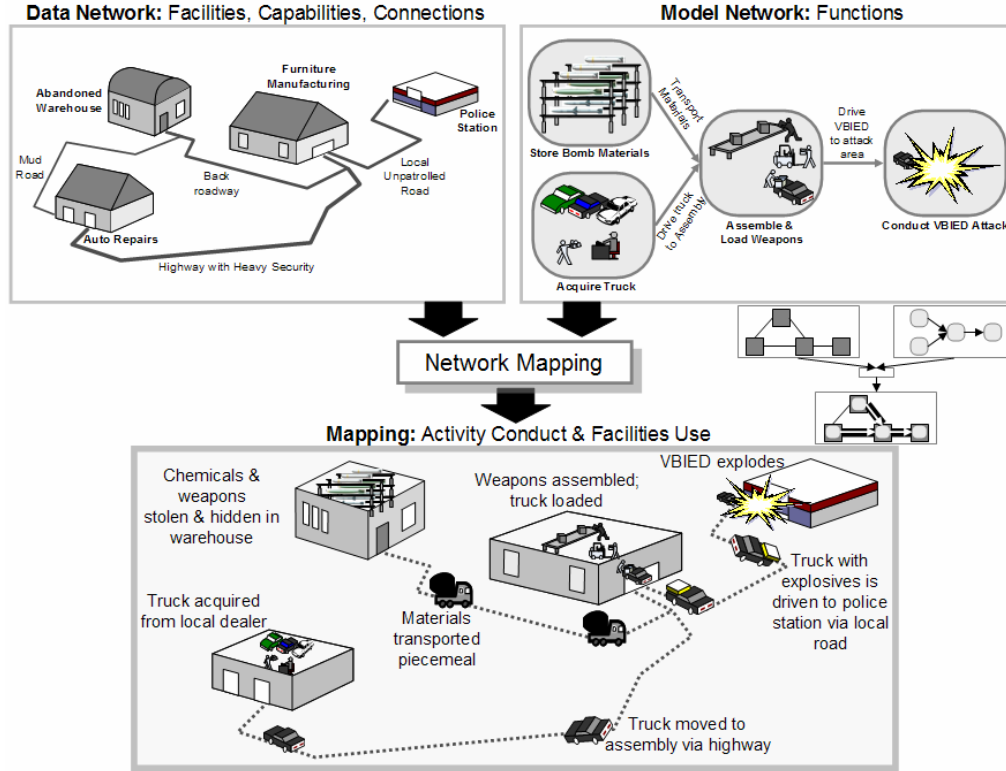 Data Network: Facilities, Capabilities, Connections
Abandoned
Warehouse
Furniture
Manufacturing
Police
Station
Mud
Road
Back
roadway
Local
Unpatrolled
Road
Auto Repairs
Highway with Heavy Security
Model Network: Functions
Store Bomb Materials
Transport
Materials
Drive VBIED
to attack
area
Drive truck
to Assembly
Assemble &
Load Weapons
Conduct VBIED Attack
Acquire Truck
Network Mapping
Mapping: Activity Conduct & Facilities Use
Chemicals &
weapons
stolen & hidden in
warehouse
Weapons assembled;
truck loaded
VBIED explodes
Truck acquired
from local dealer
Materials
transported
piecemeal
Truck with
explosives is
driven to police
station via local
road
Truck moved to
assembly via highway